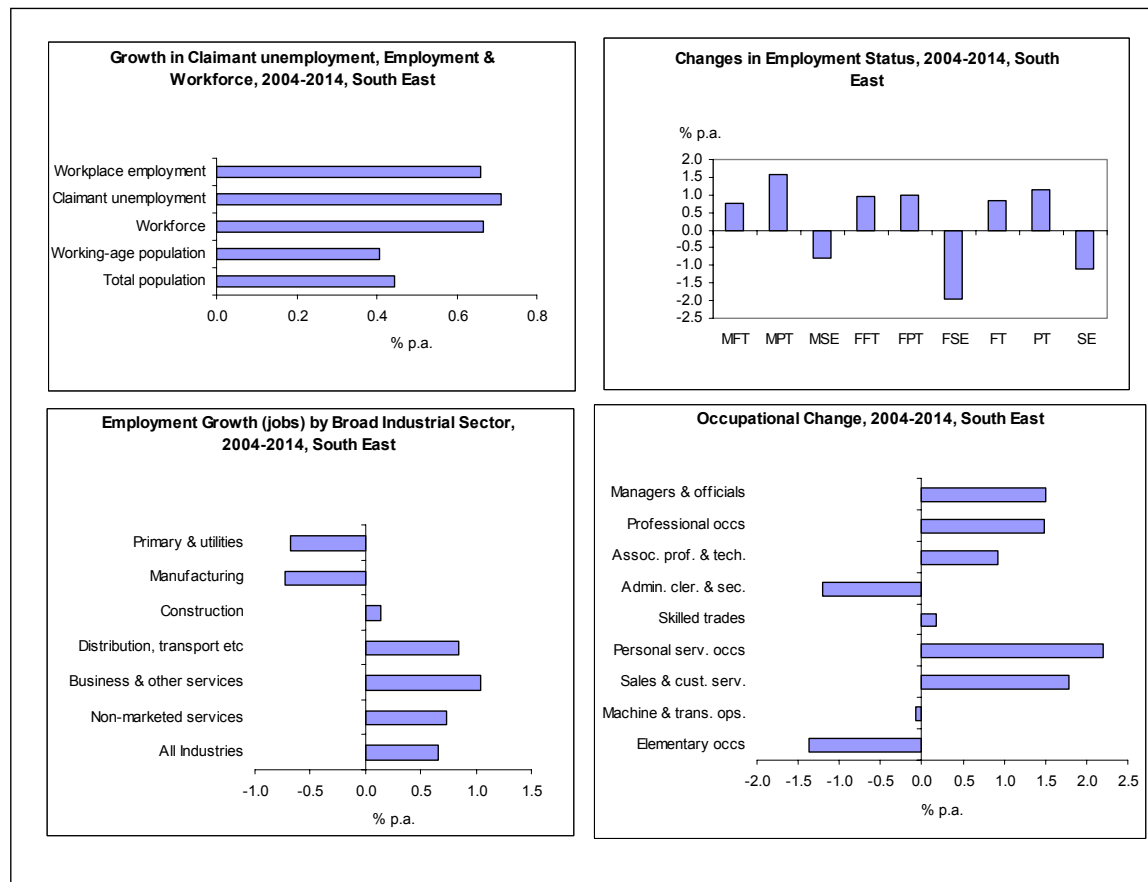 Growth in Claimant unemployment, Employment &
Workforce, 2004-2014, South East
Workplace employment
Claimant unemployment
Workforce
Working-age population
Total population
0.0 0.2 0.4 0.6 0.8
% p.a.
Changes in Employment Status, 2004-2014, South
East
% p.a.
2.0
1.5
1.0
0.5
0.0
-0.5
-1.0
-1.5
-2.0
-2.5
MFT MPT MSE FFT FPT FSE FT PT SE
Employment Growth (jobs) by Broad Industrial Sector,
2004-2014, South East
Primary & utilities
Manufacturing
Construction
Distribution, transport etc
Business & other services
Non-marketed services
All Industries
-1.0 -0.5 0.0 0.5 1.0 1.5
% p.a.
Occupational Change, 2004-2014, South East
Managers & officials
Professional occs
Assoc. prof. & tech.
Admin. cler. & sec.
Skilled trades
Personal serv. occs
Sales & cust. serv.
Machine & trans. ops.
Elementary occs
-2.0 -1.5 -1.0 -0.5 0.0 0.5 1.0 1.5 2.0 2.5
% p.a.